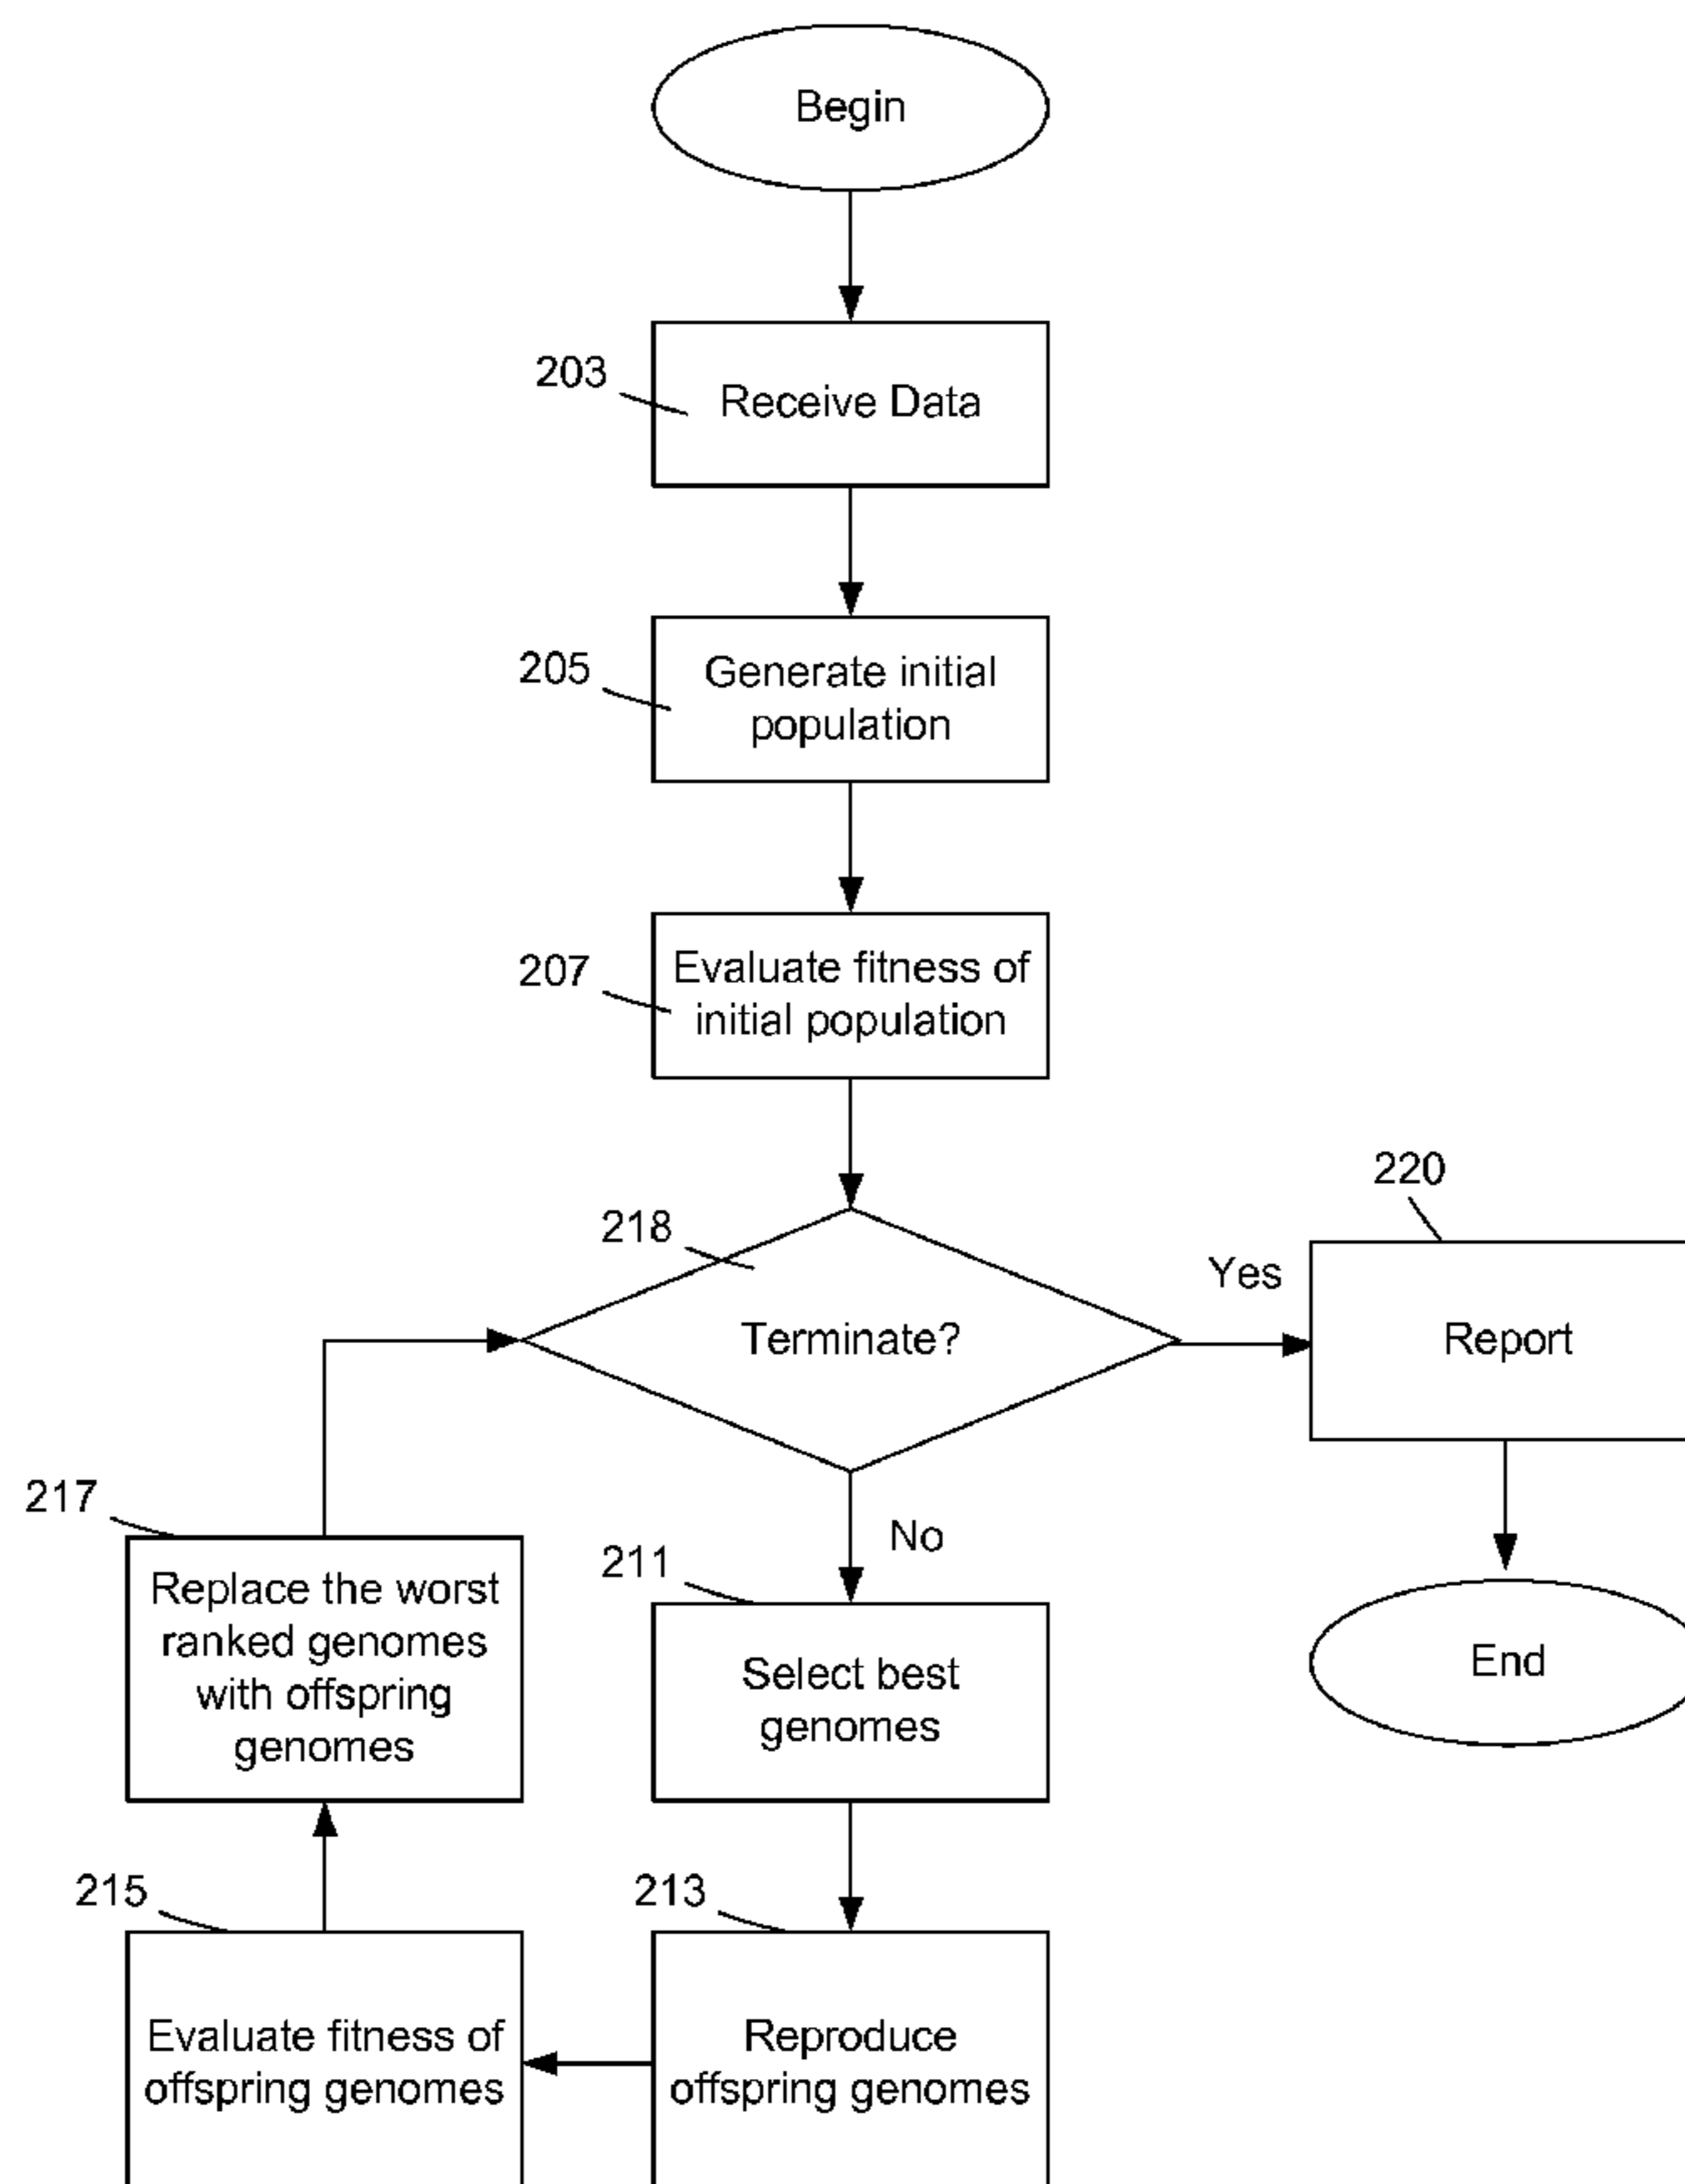 Begin
203
Receive Data
205
Generate initial
population
207
Evaluate fitness of
initial population
218
Terminate?
Yes
220
Report
End
No
211
Select best
genomes
213
Reproduce
offspring genomes
215
Evaluate fitness of
offspring genomes
217
Replace the worst
ranked genomes
with offspring
genomes